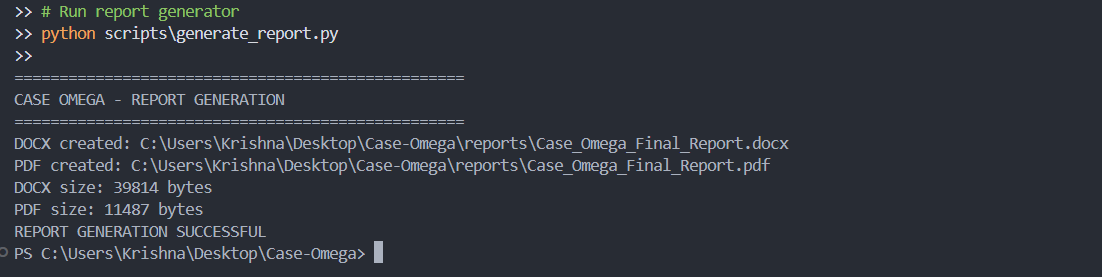 >> # Run report generator
>> python scripts\generate_report.py
>>
==================================================
CASE OMEGA - REPORT GENERATION
==================================================
DOCX created: C:\Users\Krishna\Desktop\Case-Omega\reports\Case_Omega_Final_Report.docx
PDF created: C:\Users\Krishna\Desktop\Case-Omega\reports\Case_Omega_Final_Report.pdf
DOCX size: 39814 bytes
PDF size: 11487 bytes
REPORT GENERATION SUCCESSFUL
PS C:\Users\Krishna\Desktop\Case-Omega>